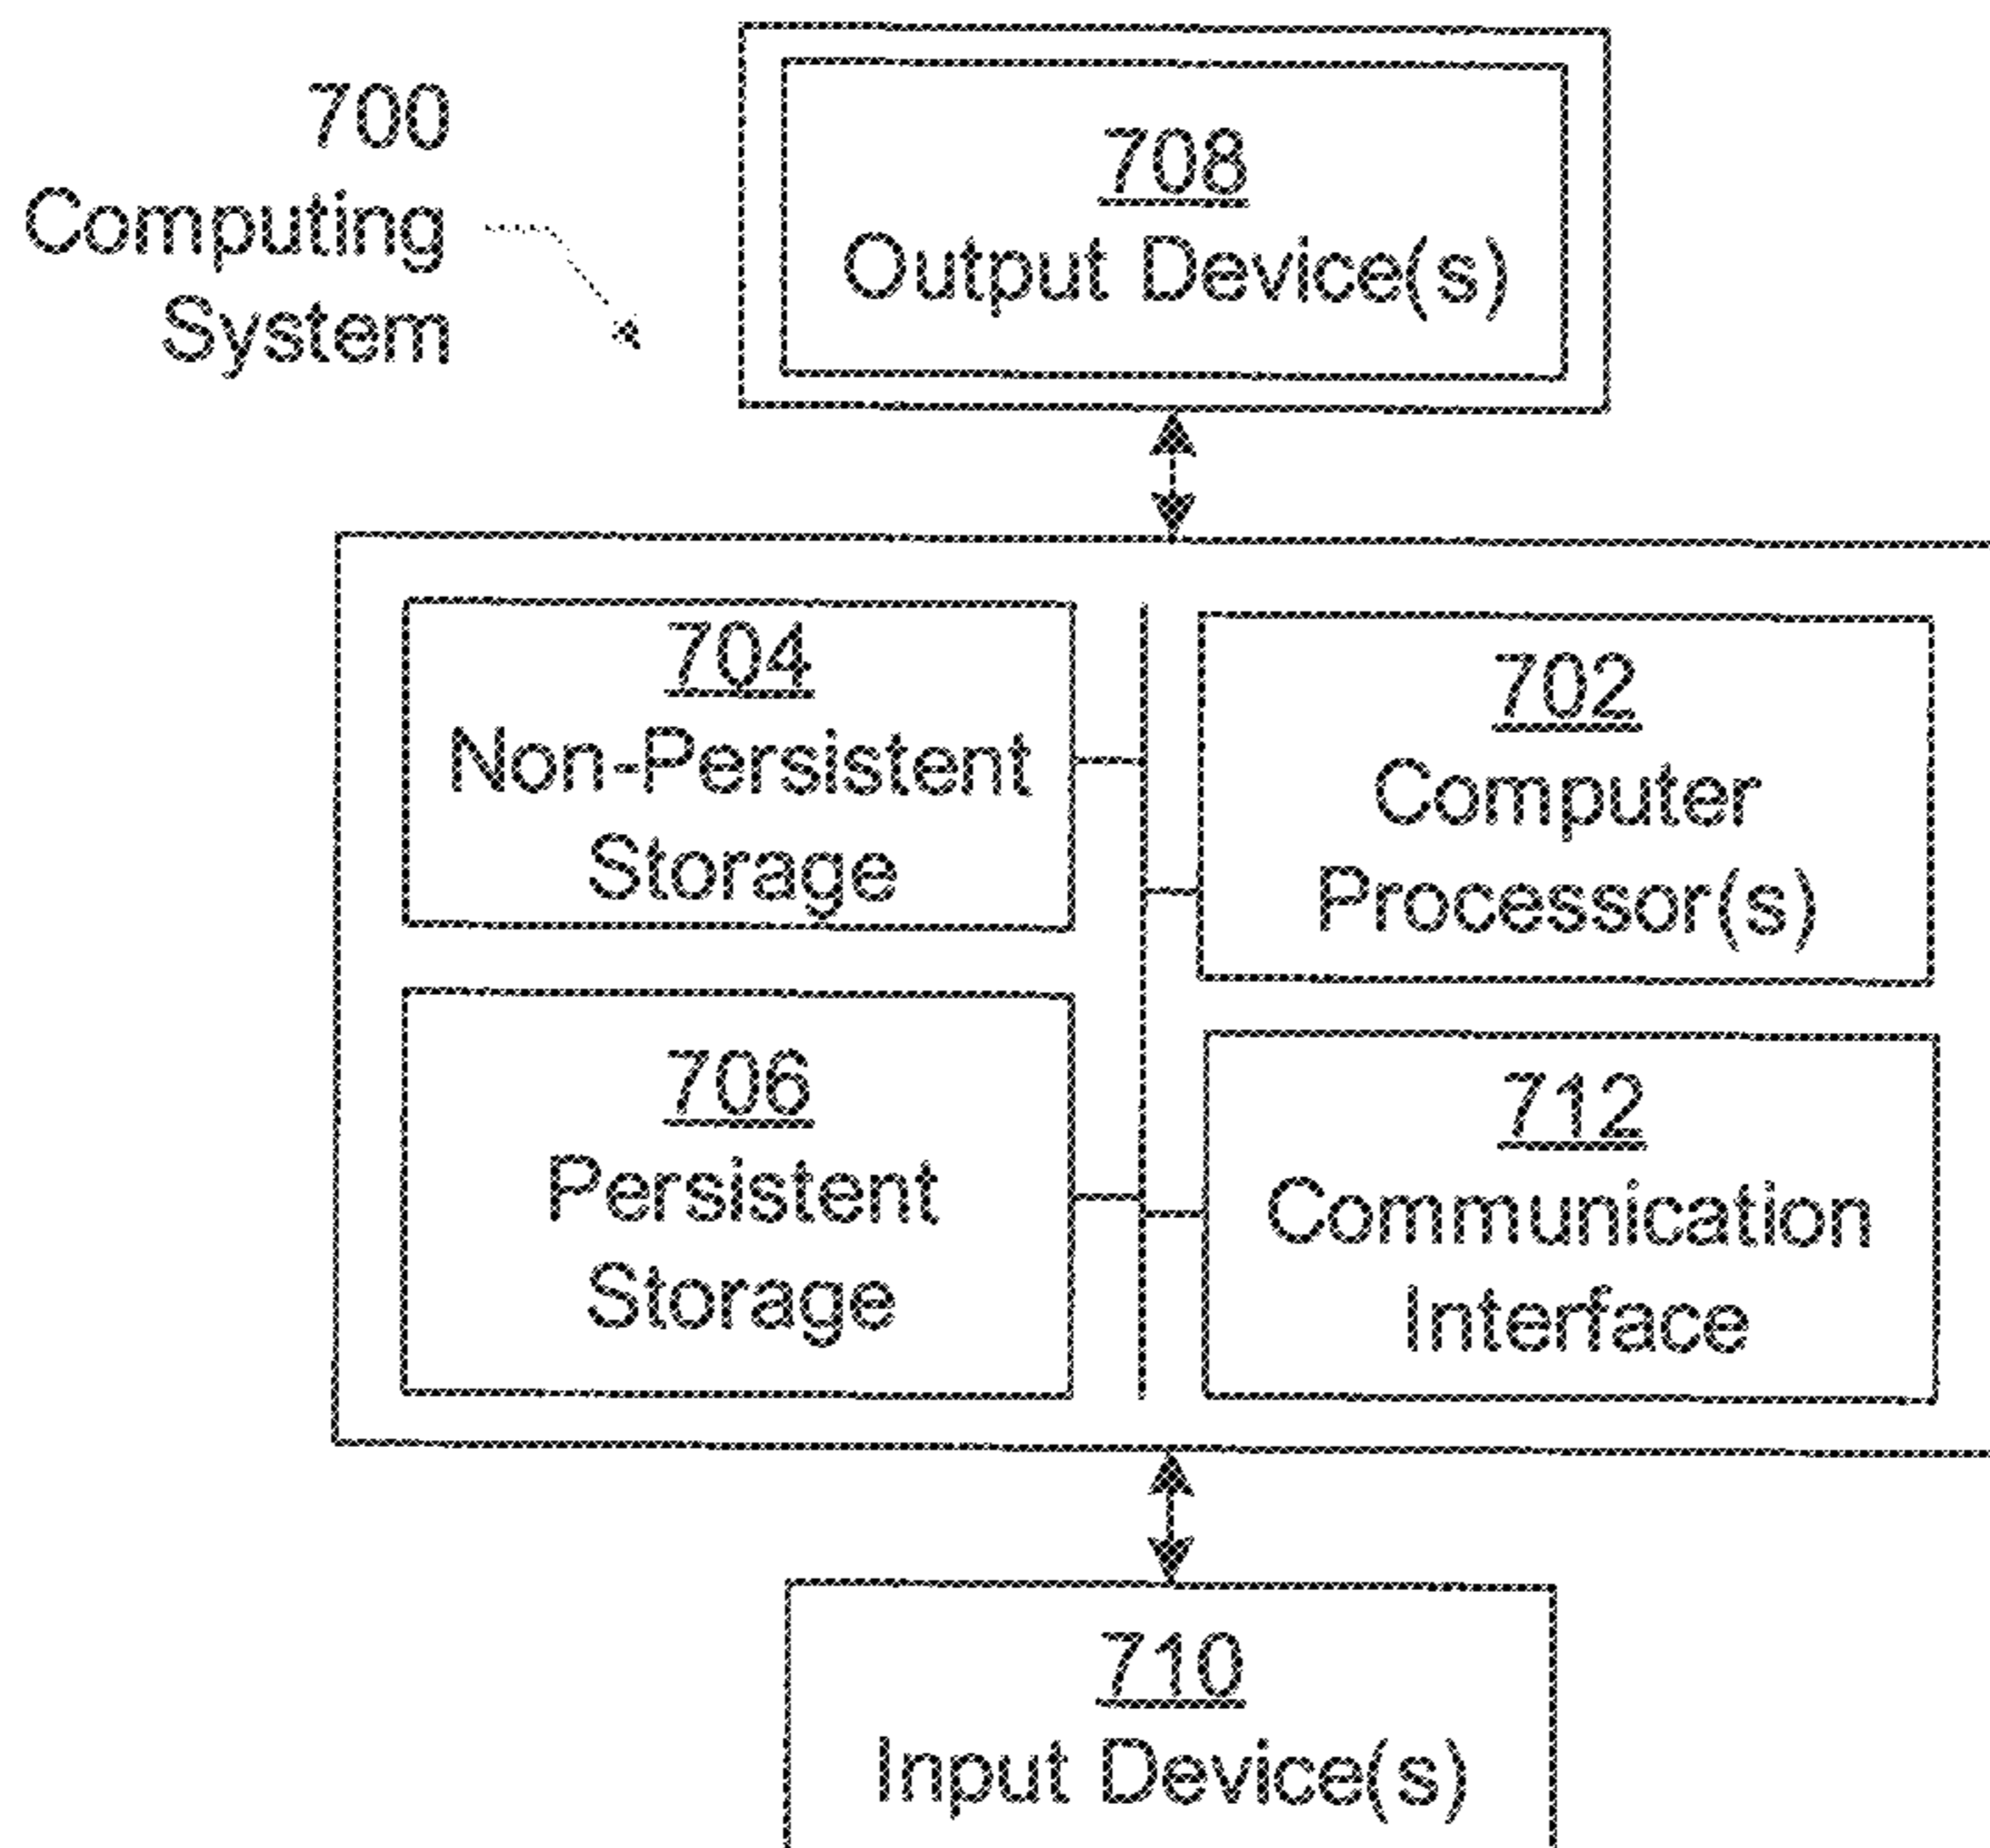 700
Computing
System
708
Output Device(s)
704
Non-Persistent
Storage
702
Computer
Processor(s)
706
Persistent
Storage
712
Communication
Interface
710
Input Device(s)